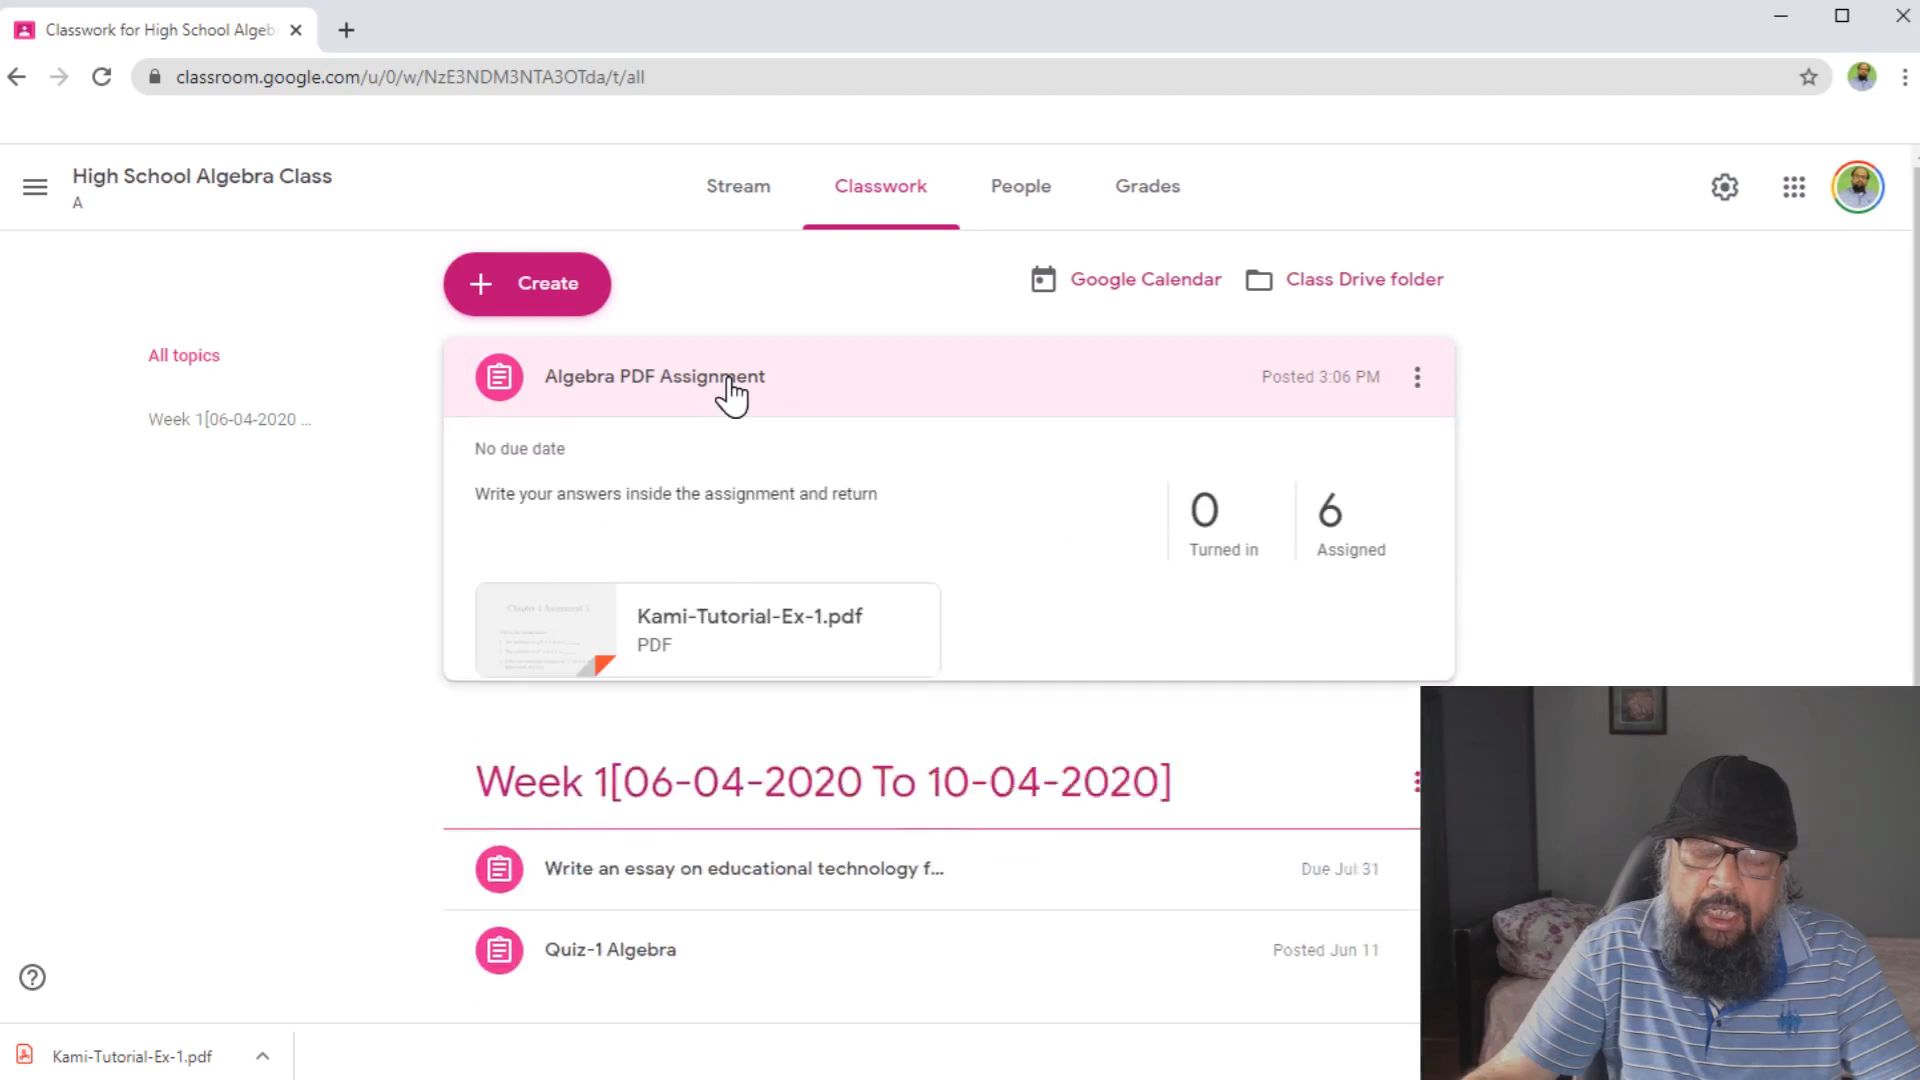 Classwork for High School Algeb
classroom.google.com/u/0/w/NzE3NDM3NTA3OTda/t/all
High School Algebra Class
A
Stream
Classwork
People
Grades
Create
Google Calendar
Class Drive folder
All topics
Week 1[06-04-2020 ...
Algebra PDF Assignment
Posted 3:06 PM
No due date
Write your answers inside the assignment and return
0
Turned in
6
Assigned
Chapter 1 Assignment 1
Kami-Tutorial-Ex-1.pdf
PDF
Week 1[06-04-2020 To 10-04-2020]
Write an essay on educational technology f...
Due Jul 31
Quiz-1 Algebra
Posted Jun 11
Kami-Tutorial-Ex-1.pdf